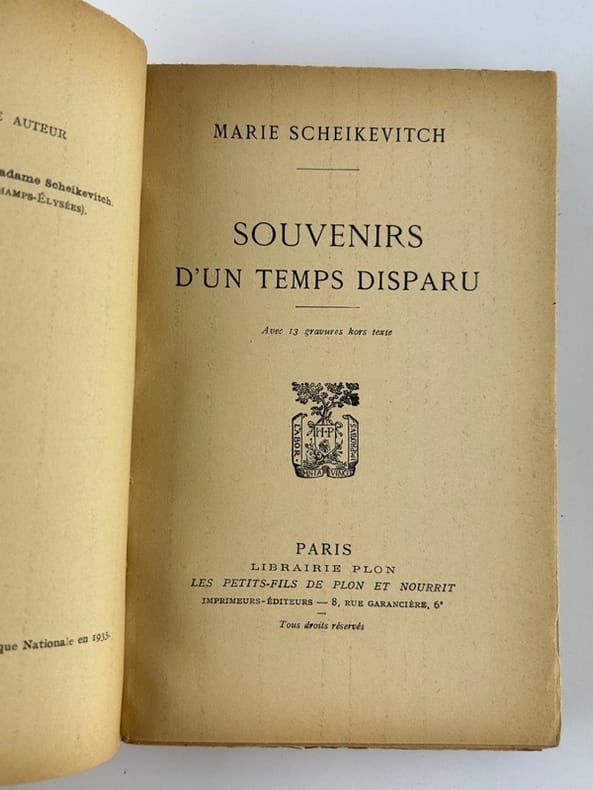 AUTEUR
adame Scheikevitch.
HAMPS-ÉLYSÉES).
que Nationale en 1935.
MARIE SCHEIKEVITCH
SOUVENIRS
D'UN TEMPS DISPARU
Avec 13 gravures hors texte
LABOR
H P
IMPROBUS
OMNIA VINCIT
PARIS
LIBRAIRIE PLON
LES PETITS-FILS DE PLON ET NOURRIT
IMPRIMEURS-ÉDITEURS — 8, RUE GARANCIÈRE, 6e
Tous droits réservés